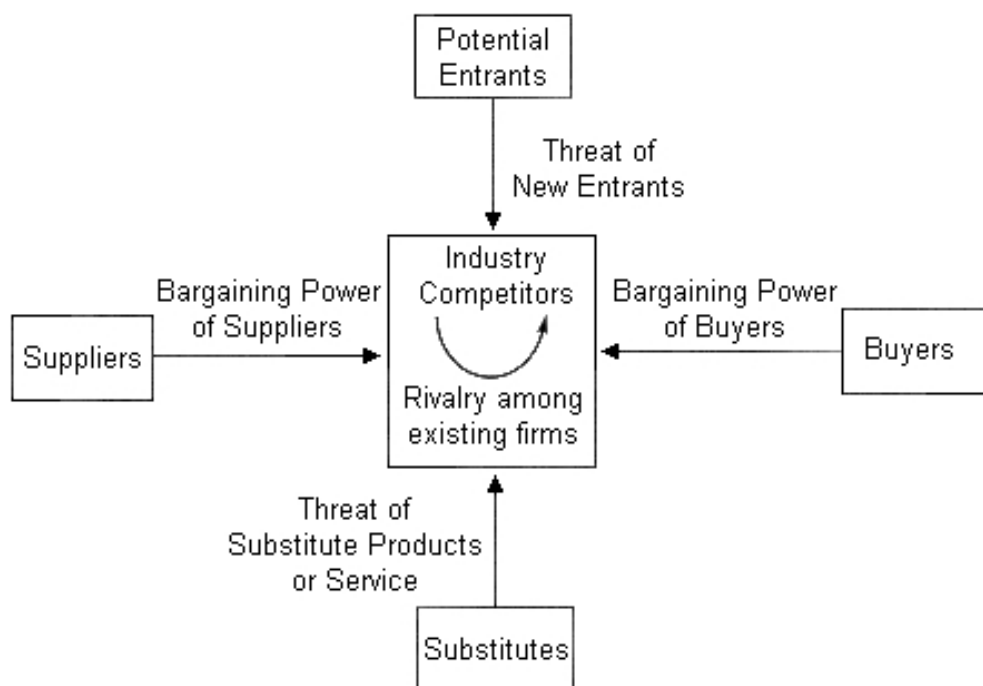 Potential
Entrants
Threat of
New Entrants
Industry
Competitors
Bargaining Power
of Suppliers
Bargaining Power
of Buyers
Suppliers
Buyers
Rivalry among
existing firms
Threat of
Substitute Products
or Service
Substitutes